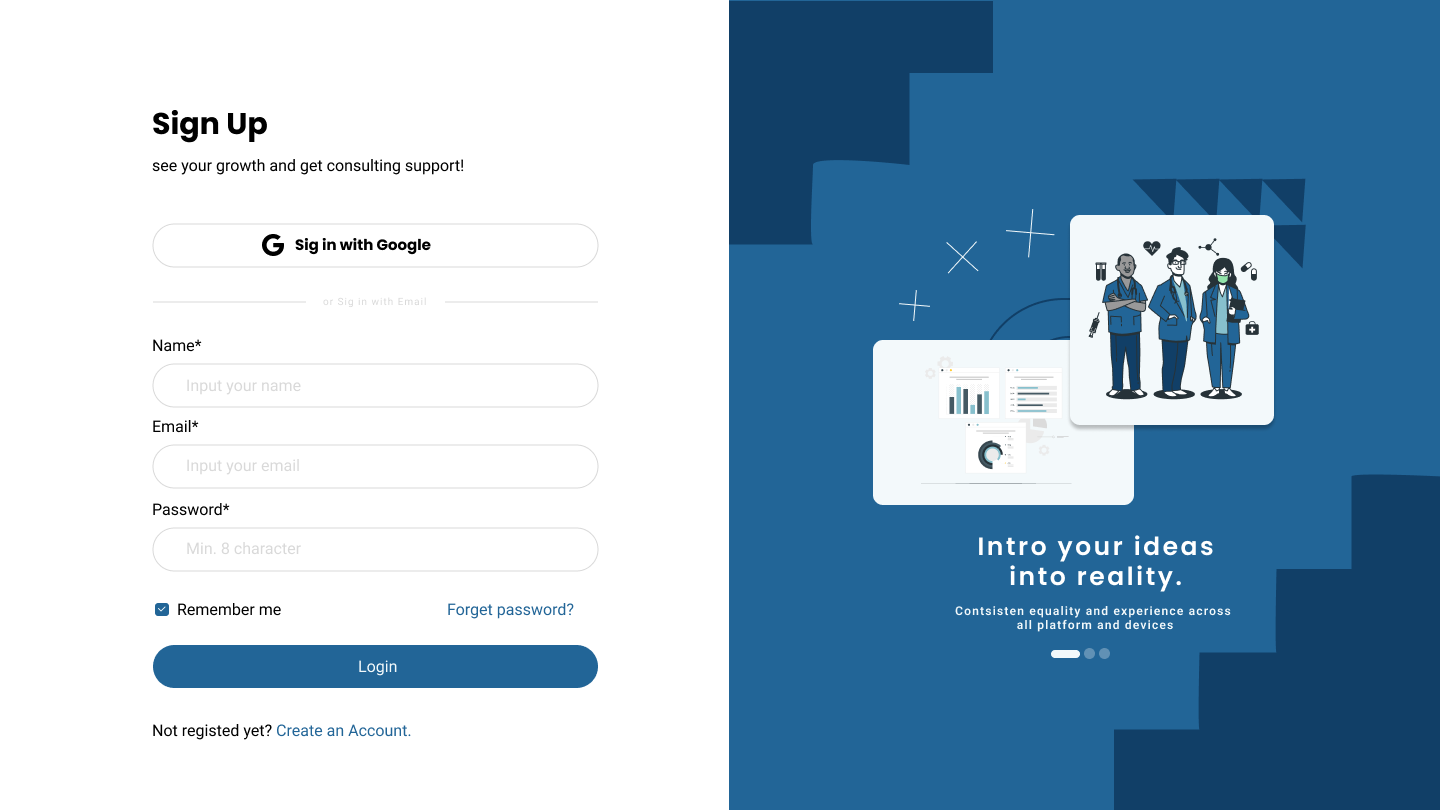 Sign Up
see your growth and get consulting support!
Sig in with Google
or Sig in with Email
Name*
Input your name
Email*
Input your email
Password*
Min. 8 character
Remember me
Forget password?
Login
Not registed yet? Create an Account.
Intro your ideas
into reality.
Contsisten equality and experience across
all platform and devices